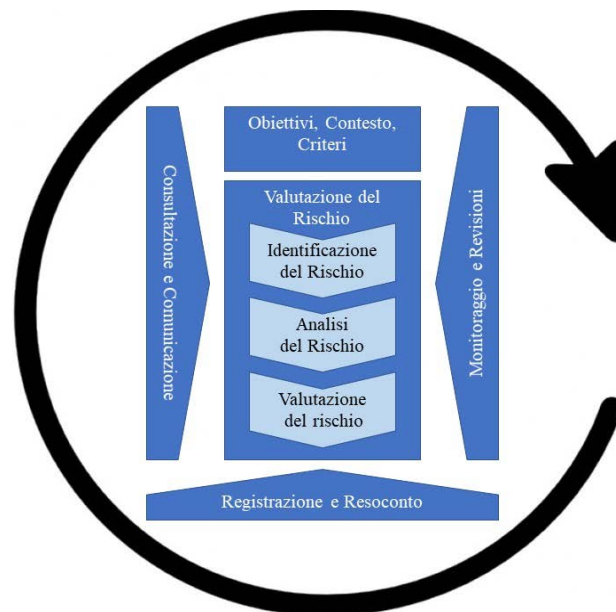 Obiettivi, Contesto,
Criteri
Consultazione e Comunicazione
Valutazione del
Rischio
Identificazione
del Rischio
Analisi
del Rischio
Valutazione
del rischio
Monitoraggio e Revisioni
Registrazione e Resoconto